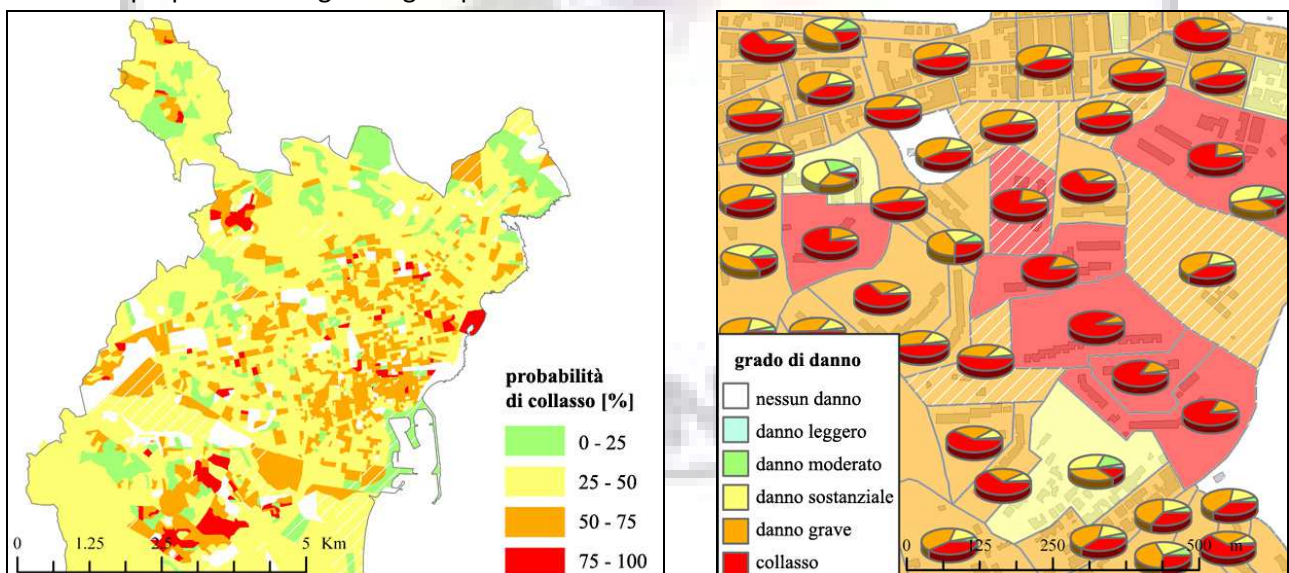 probabilità
di collasso [%]
0 - 25
25 - 50
50 - 75
75 - 100
0 1.25 2.5 5 Km
grado di danno
nessun danno
danno leggero
danno moderato
danno sostanziale
danno grave
collasso
0 125 250 500 m